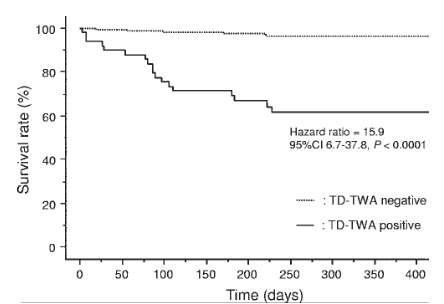 Survival rate (%)
100
80
60
40
20
0
Hazard ratio = 15.9
95%CI 6.7-37.8, P < 0.0001
: TD-TWA negative
: TD-TWA positive
0 50 100 150 200 250 300 350 400
Time (days)